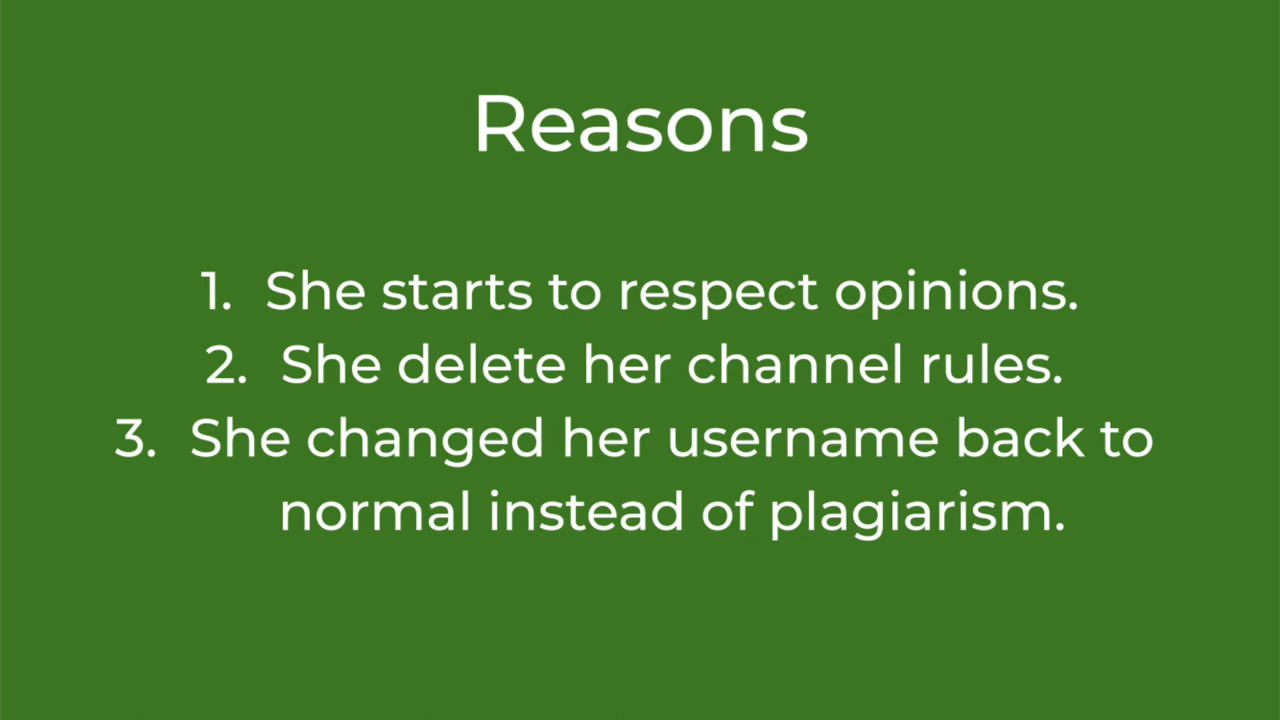 Reasons
1. She starts to respect opinions.
2. She delete her channel rules.
3. She changed her username back to
normal instead of plagiarism.